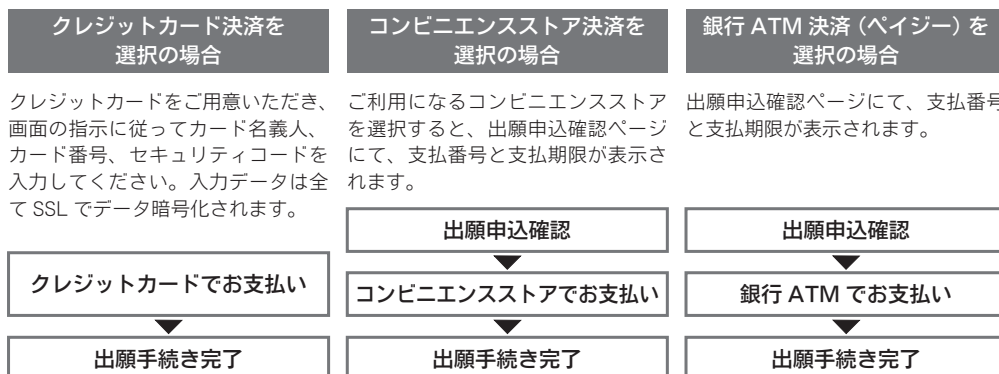 クレジットカード決済を
選択の場合
クレジットカードをご用意いただき、
画面の指示に従ってカード名義人、
カード番号、セキュリティコードを
入力してください。入力データは全
て SSL でデータ暗号化されます。
クレジットカードでお支払い
出願手続き完了
コンビニエンスストア決済を
選択の場合
ご利用になるコンビニエンスストア
を選択すると、出願申込確認ページ
にて、支払番号と支払期限が表示さ
れます。
出願申込確認
コンビニエンスストアでお支払い
出願手続き完了
銀行 ATM 決済（ペイジー）を
選択の場合
出願申込確認ページにて、支払番号
と支払期限が表示されます。
出願申込確認
銀行 ATM でお支払い
出願手続き完了